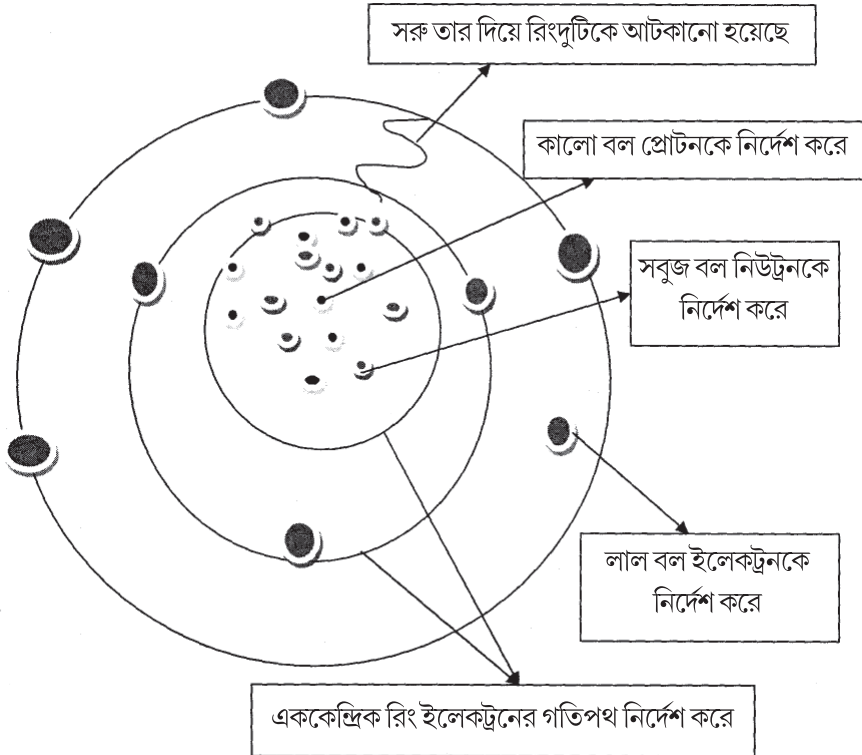 সরু তার দিয়ে রিংদুটিকে আটকানো হয়েছে
কালো বল প্রোটনকে নির্দেশ করে
সবুজ বল নিউট্রনকে
নির্দেশ করে
লাল বল ইলেকট্রনকে
নির্দেশ করে
এককেন্দ্রিক রিং ইলেকট্রনের গতিপথ নির্দেশ করে